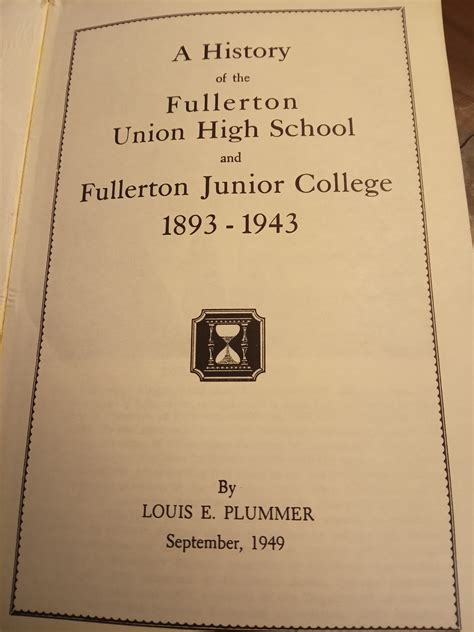 A History
of the
Fullerton
Union High School
and
Fullerton Junior College
1893 - 1943
By
LOUIS E. PLUMMER
September, 1949